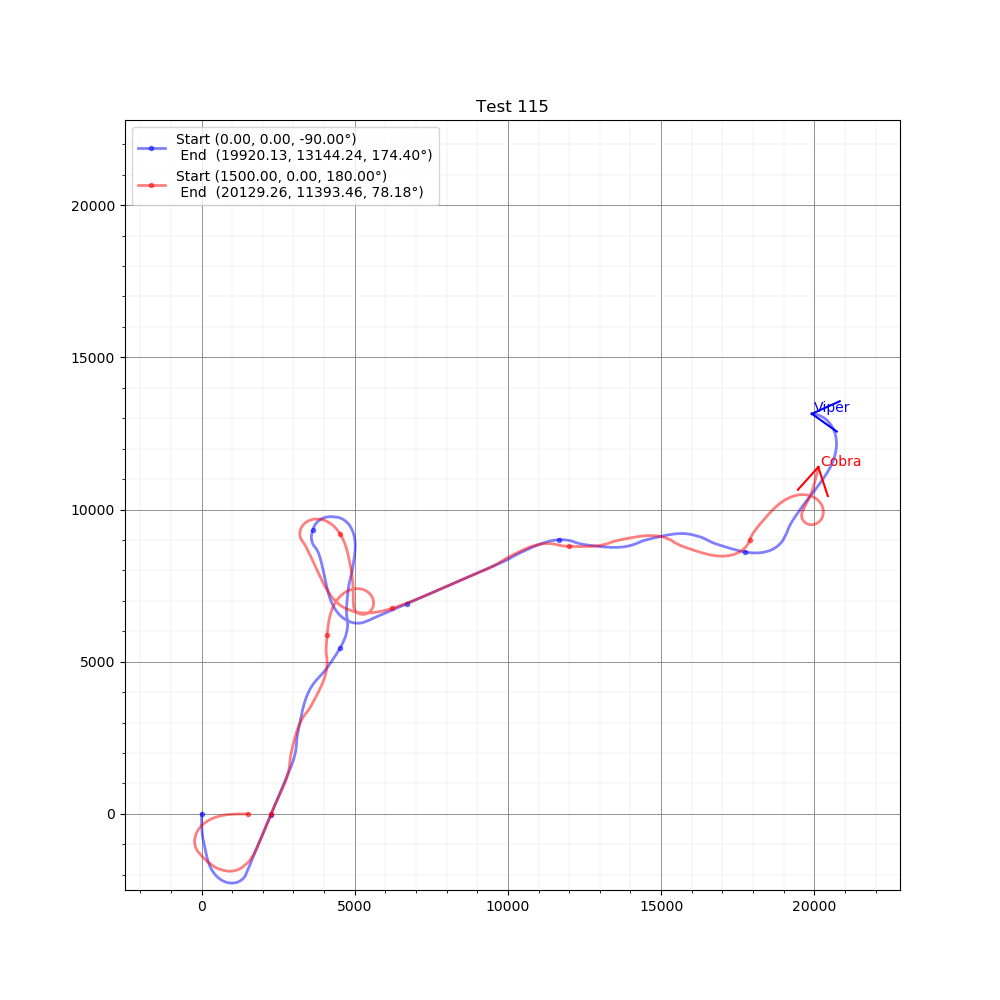 Test 115
Start (0.00, 0.00, -90.00°)
End (19920.13, 13144.24, 174.40°)
Start (1500.00, 0.00, 180.00°)
End (20129.26, 11393.46, 78.18°)
20000
15000
10000
5000
0
Viper
Cobra
0
5000
10000
15000
20000